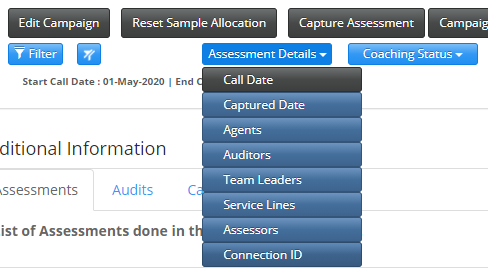 Edit Campaign Reset Sample Allocation Capture Assessment Campaig
Filter Assessment Details Coaching Status
Start Call Date : 01-May-2020 | End C
Call Date
Captured Date
Agents
Auditors
Team Leaders
Service Lines
Assessors
Connection ID
ditional Information
Assessments Audits Ca
ist of Assessments done in th